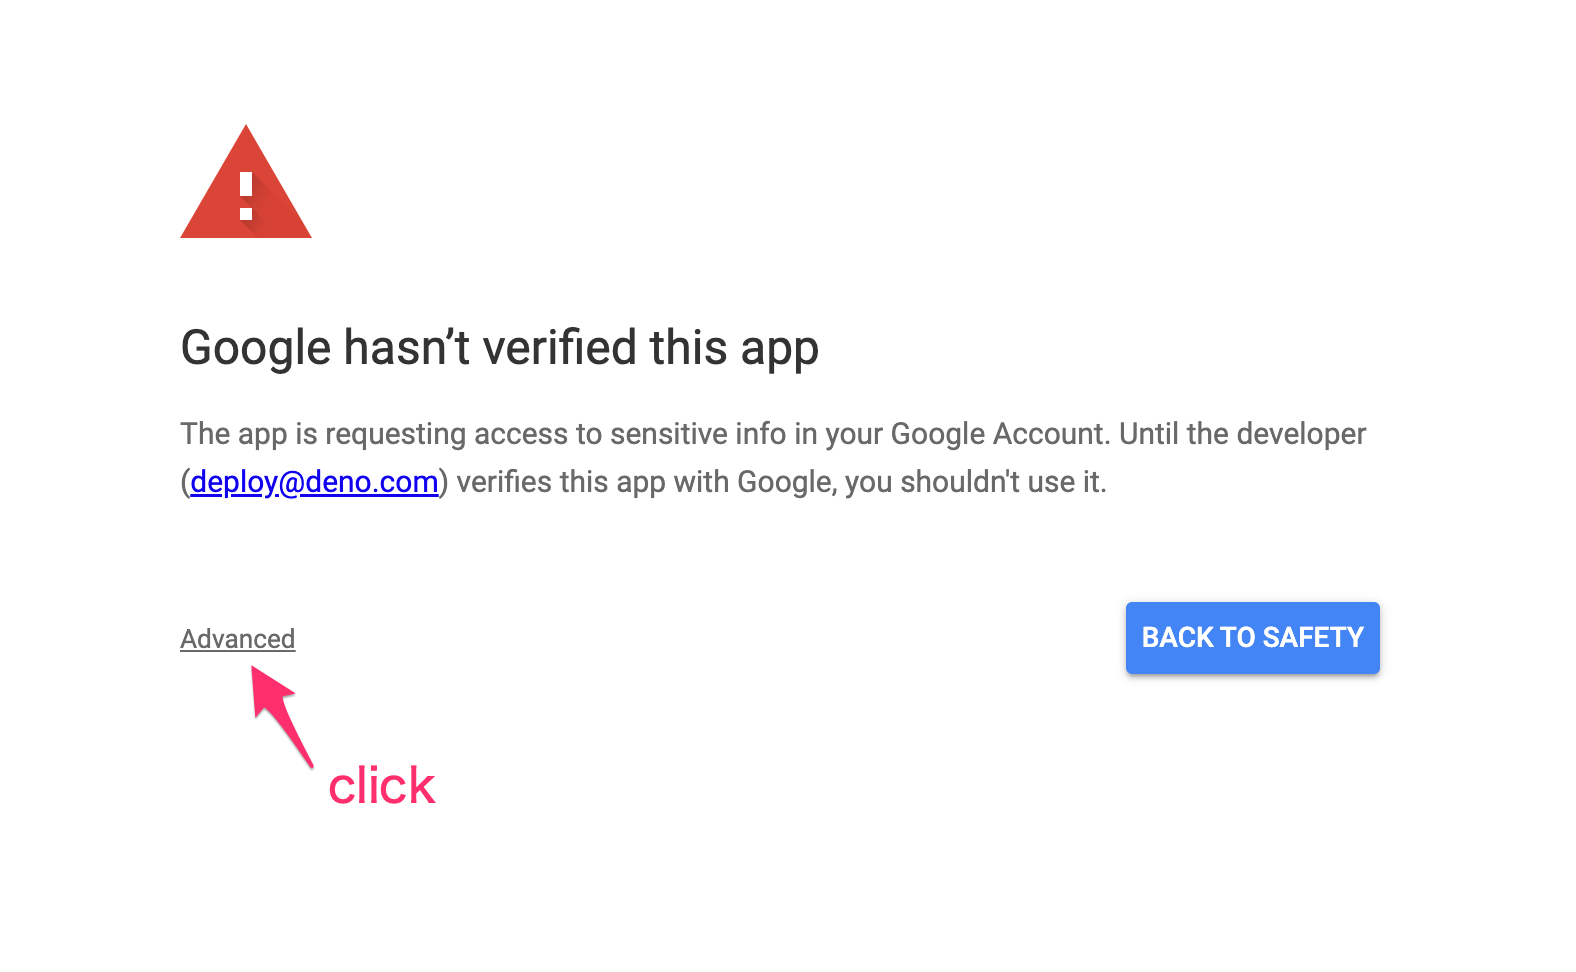 Google hasn’t verified this app
The app is requesting access to sensitive info in your Google Account. Until the developer
(deploy@deno.com) verifies this app with Google, you shouldn't use it.
Advanced
BACK TO SAFETY
click